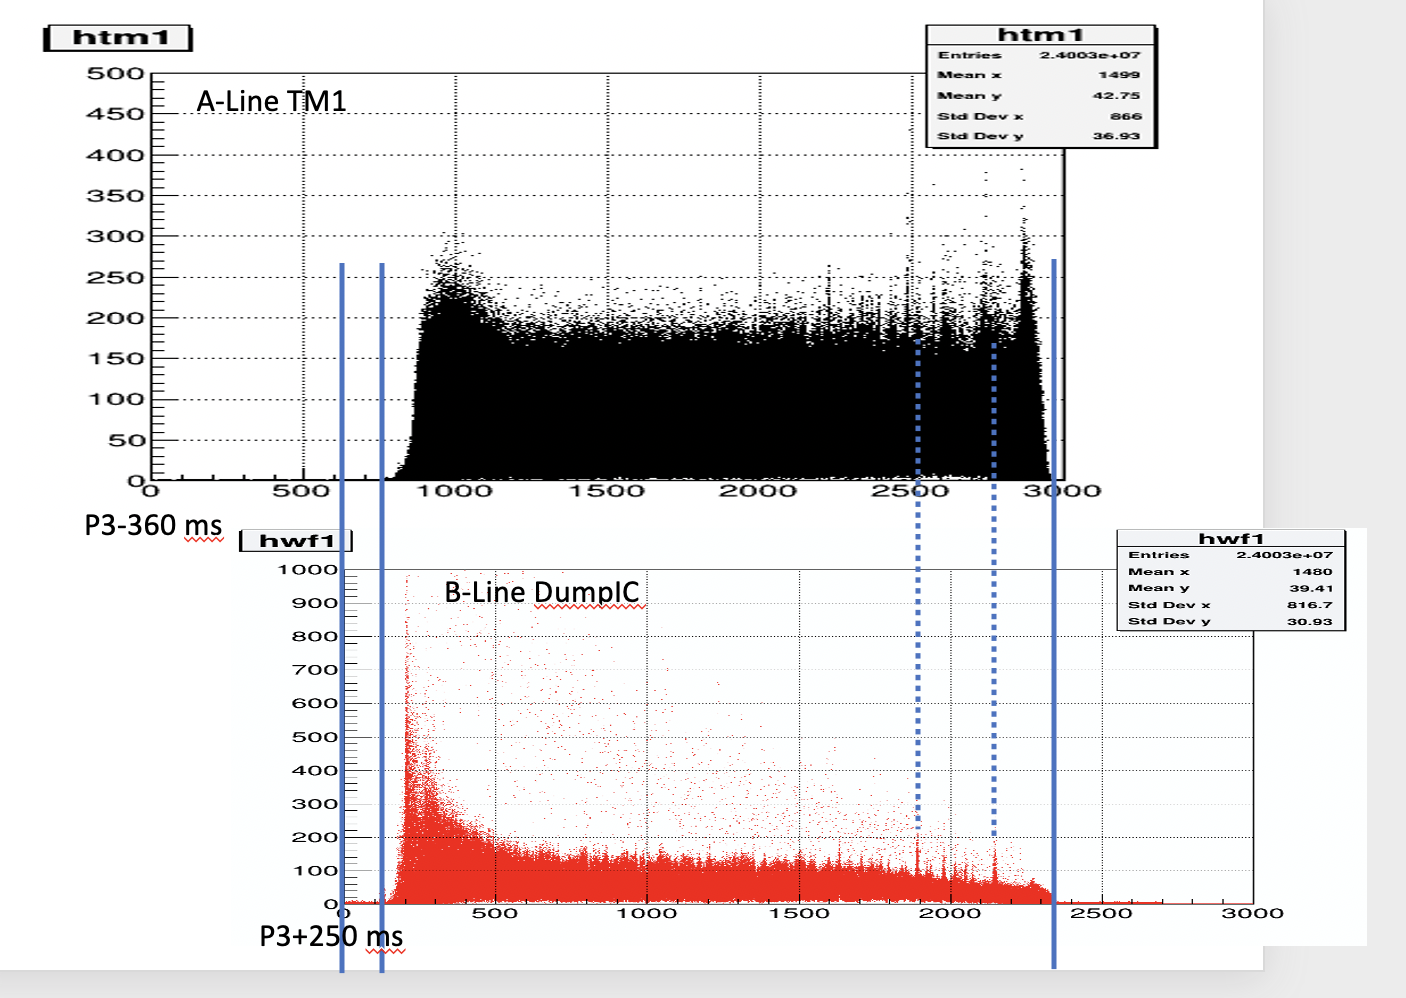 htm1
htm1
Entries 2.4003e+07
Mean x 1499
Mean y 42.75
Std Dev x 866
Std Dev y 36.93
A-Line TM1
500
450
400
350
300
250
200
150
100
50
0
0 500 1000 1500 2000 2500 3000
P3-360 ms
hwf1
hwf1
Entries 2.4003e+07
Mean x 1480
Mean y 39.41
Std Dev x 816.7
Std Dev y 30.93
B-Line DumpIC
1000
900
800
700
600
500
400
300
200
100
0
0 500 1000 1500 2000 2500 3000
P3+250 ms